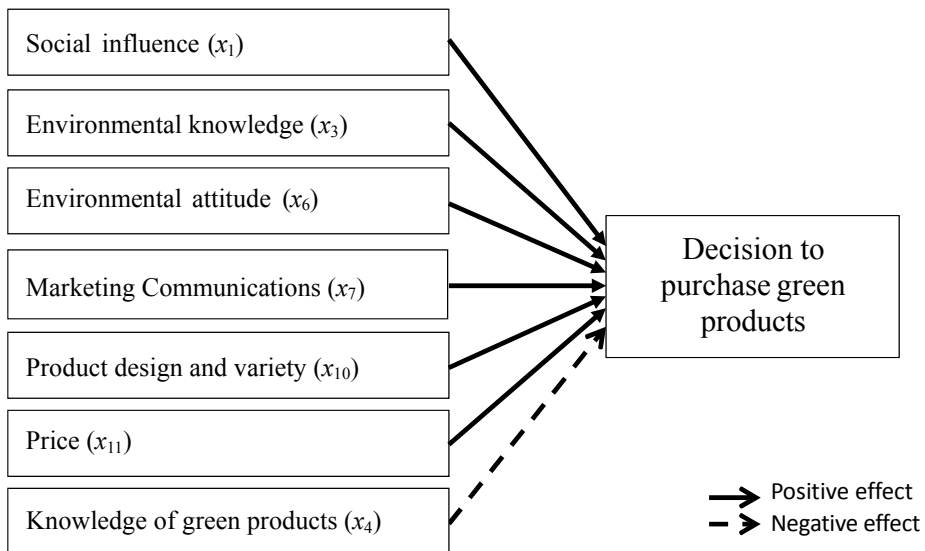 Social influence (x₁)
Environmental knowledge (x₃)
Environmental attitude (x₆)
Marketing Communications (x₇)
Product design and variety (x₁₀)
Price (x₁₁)
Knowledge of green products (x₄)
Decision to
purchase green
products
Positive effect
Negative effect